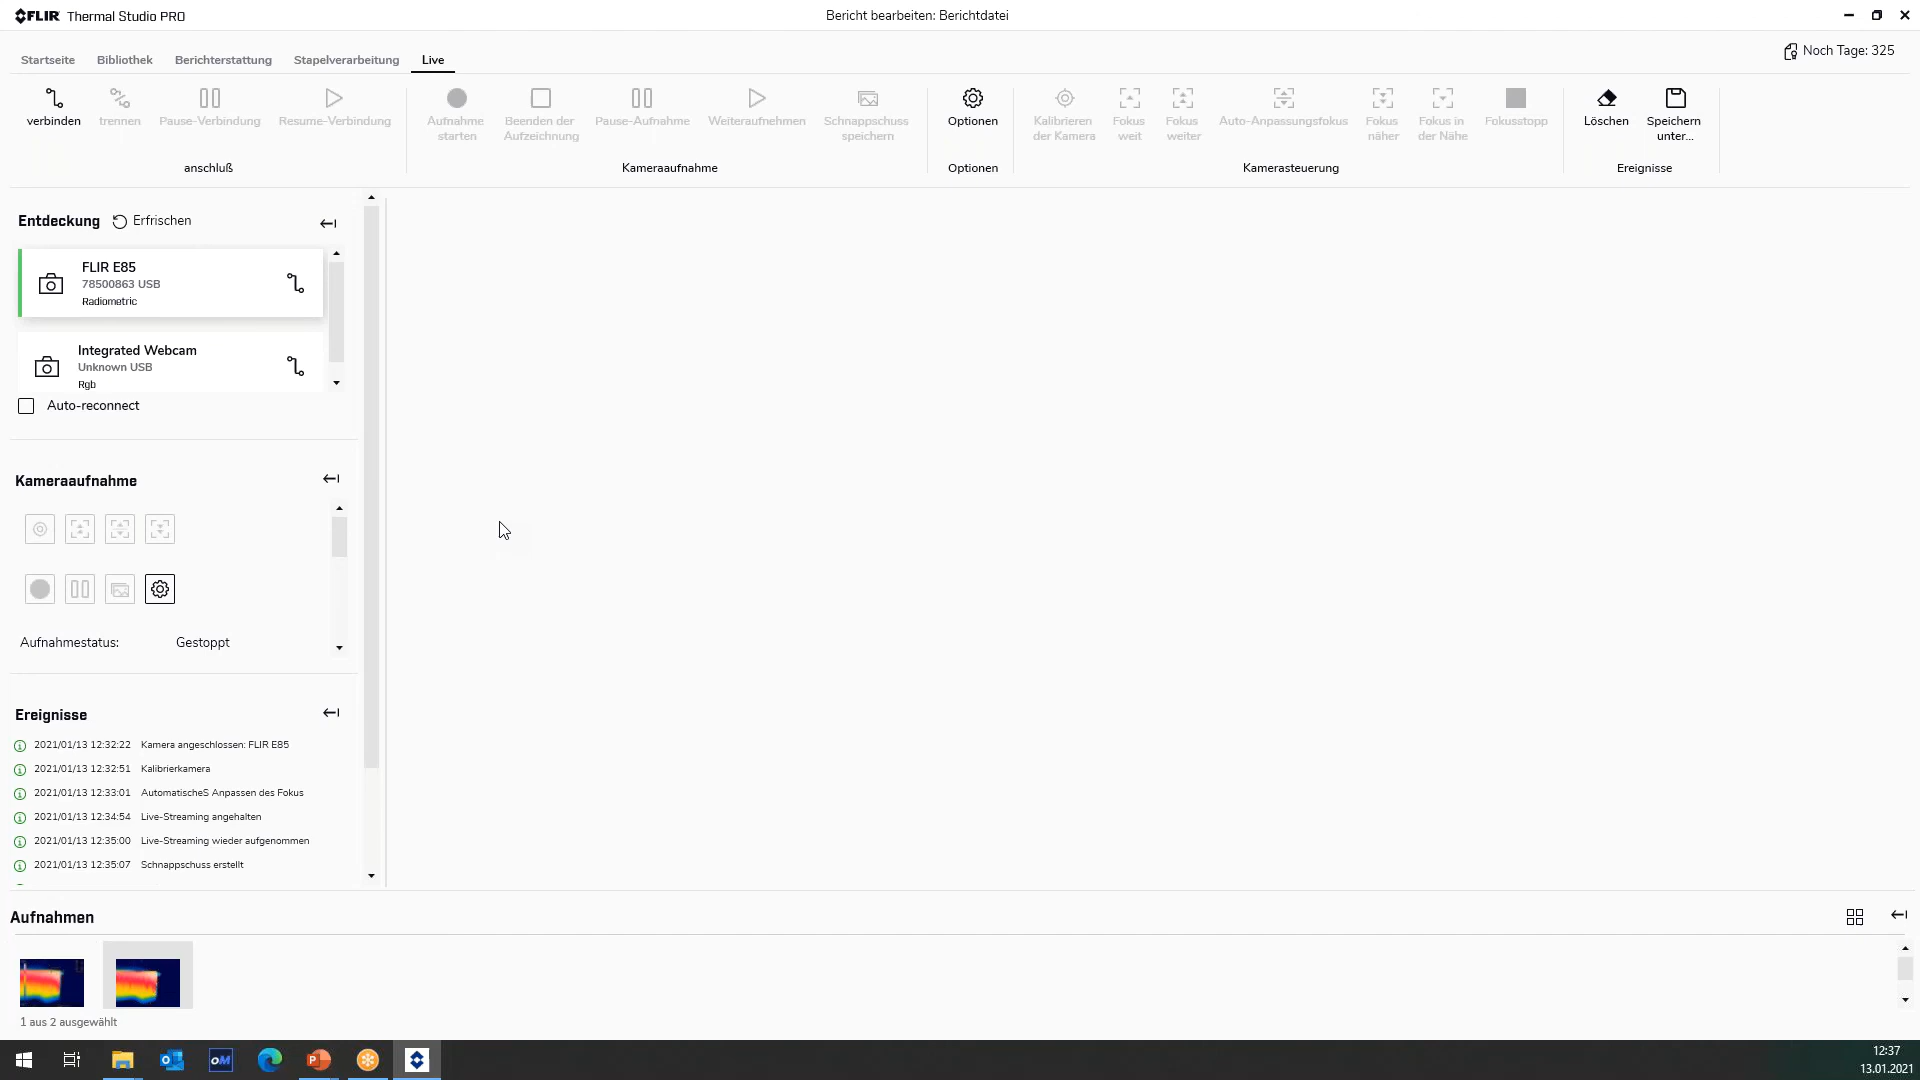 FLIR Thermal Studio PRO
Bericht bearbeiten: Berichtdatei
Startseite Bibliothek Berichterstattung Stapelverarbeitung Live
Noch Tage: 325
verbinden trennen Pause-Verbindung Resume-Verbindung
Aufnahme starten
Beenden der Aufzeichnung
Pause-Aufnahme Weiteraufnehmen
Schnappschuss speichern
Optionen
Kalibrieren der Kamera
Fokus weit
Fokus weiter
Auto-Anpassungsfokus
Fokus näher
Fokus in der Nähe
Fokusstopp
Löschen
Speichern unter...
anschluß Kameraaufnahme Optionen Kamerasteuerung Ereignisse
Entdeckung Erfrischen
FLIR E85
78500863 USB
Radiometric
Integrated Webcam
Unknown USB
Rgb
Auto-reconnect
Kameraaufnahme
Aufnahmestatus: Gestoppt
Ereignisse
2021/01/13 12:32:22 Kamera angeschlossen: FLIR E85
2021/01/13 12:32:51 Kalibrierkamera
2021/01/13 12:33:01 AutomatischeS Anpassen des Fokus
2021/01/13 12:34:54 Live-Streaming angehalten
2021/01/13 12:35:00 Live-Streaming wieder aufgenommen
2021/01/13 12:35:07 Schnappschuss erstellt
Aufnahmen
1 aus 2 ausgewählt
oM
12:37
13.01.2021